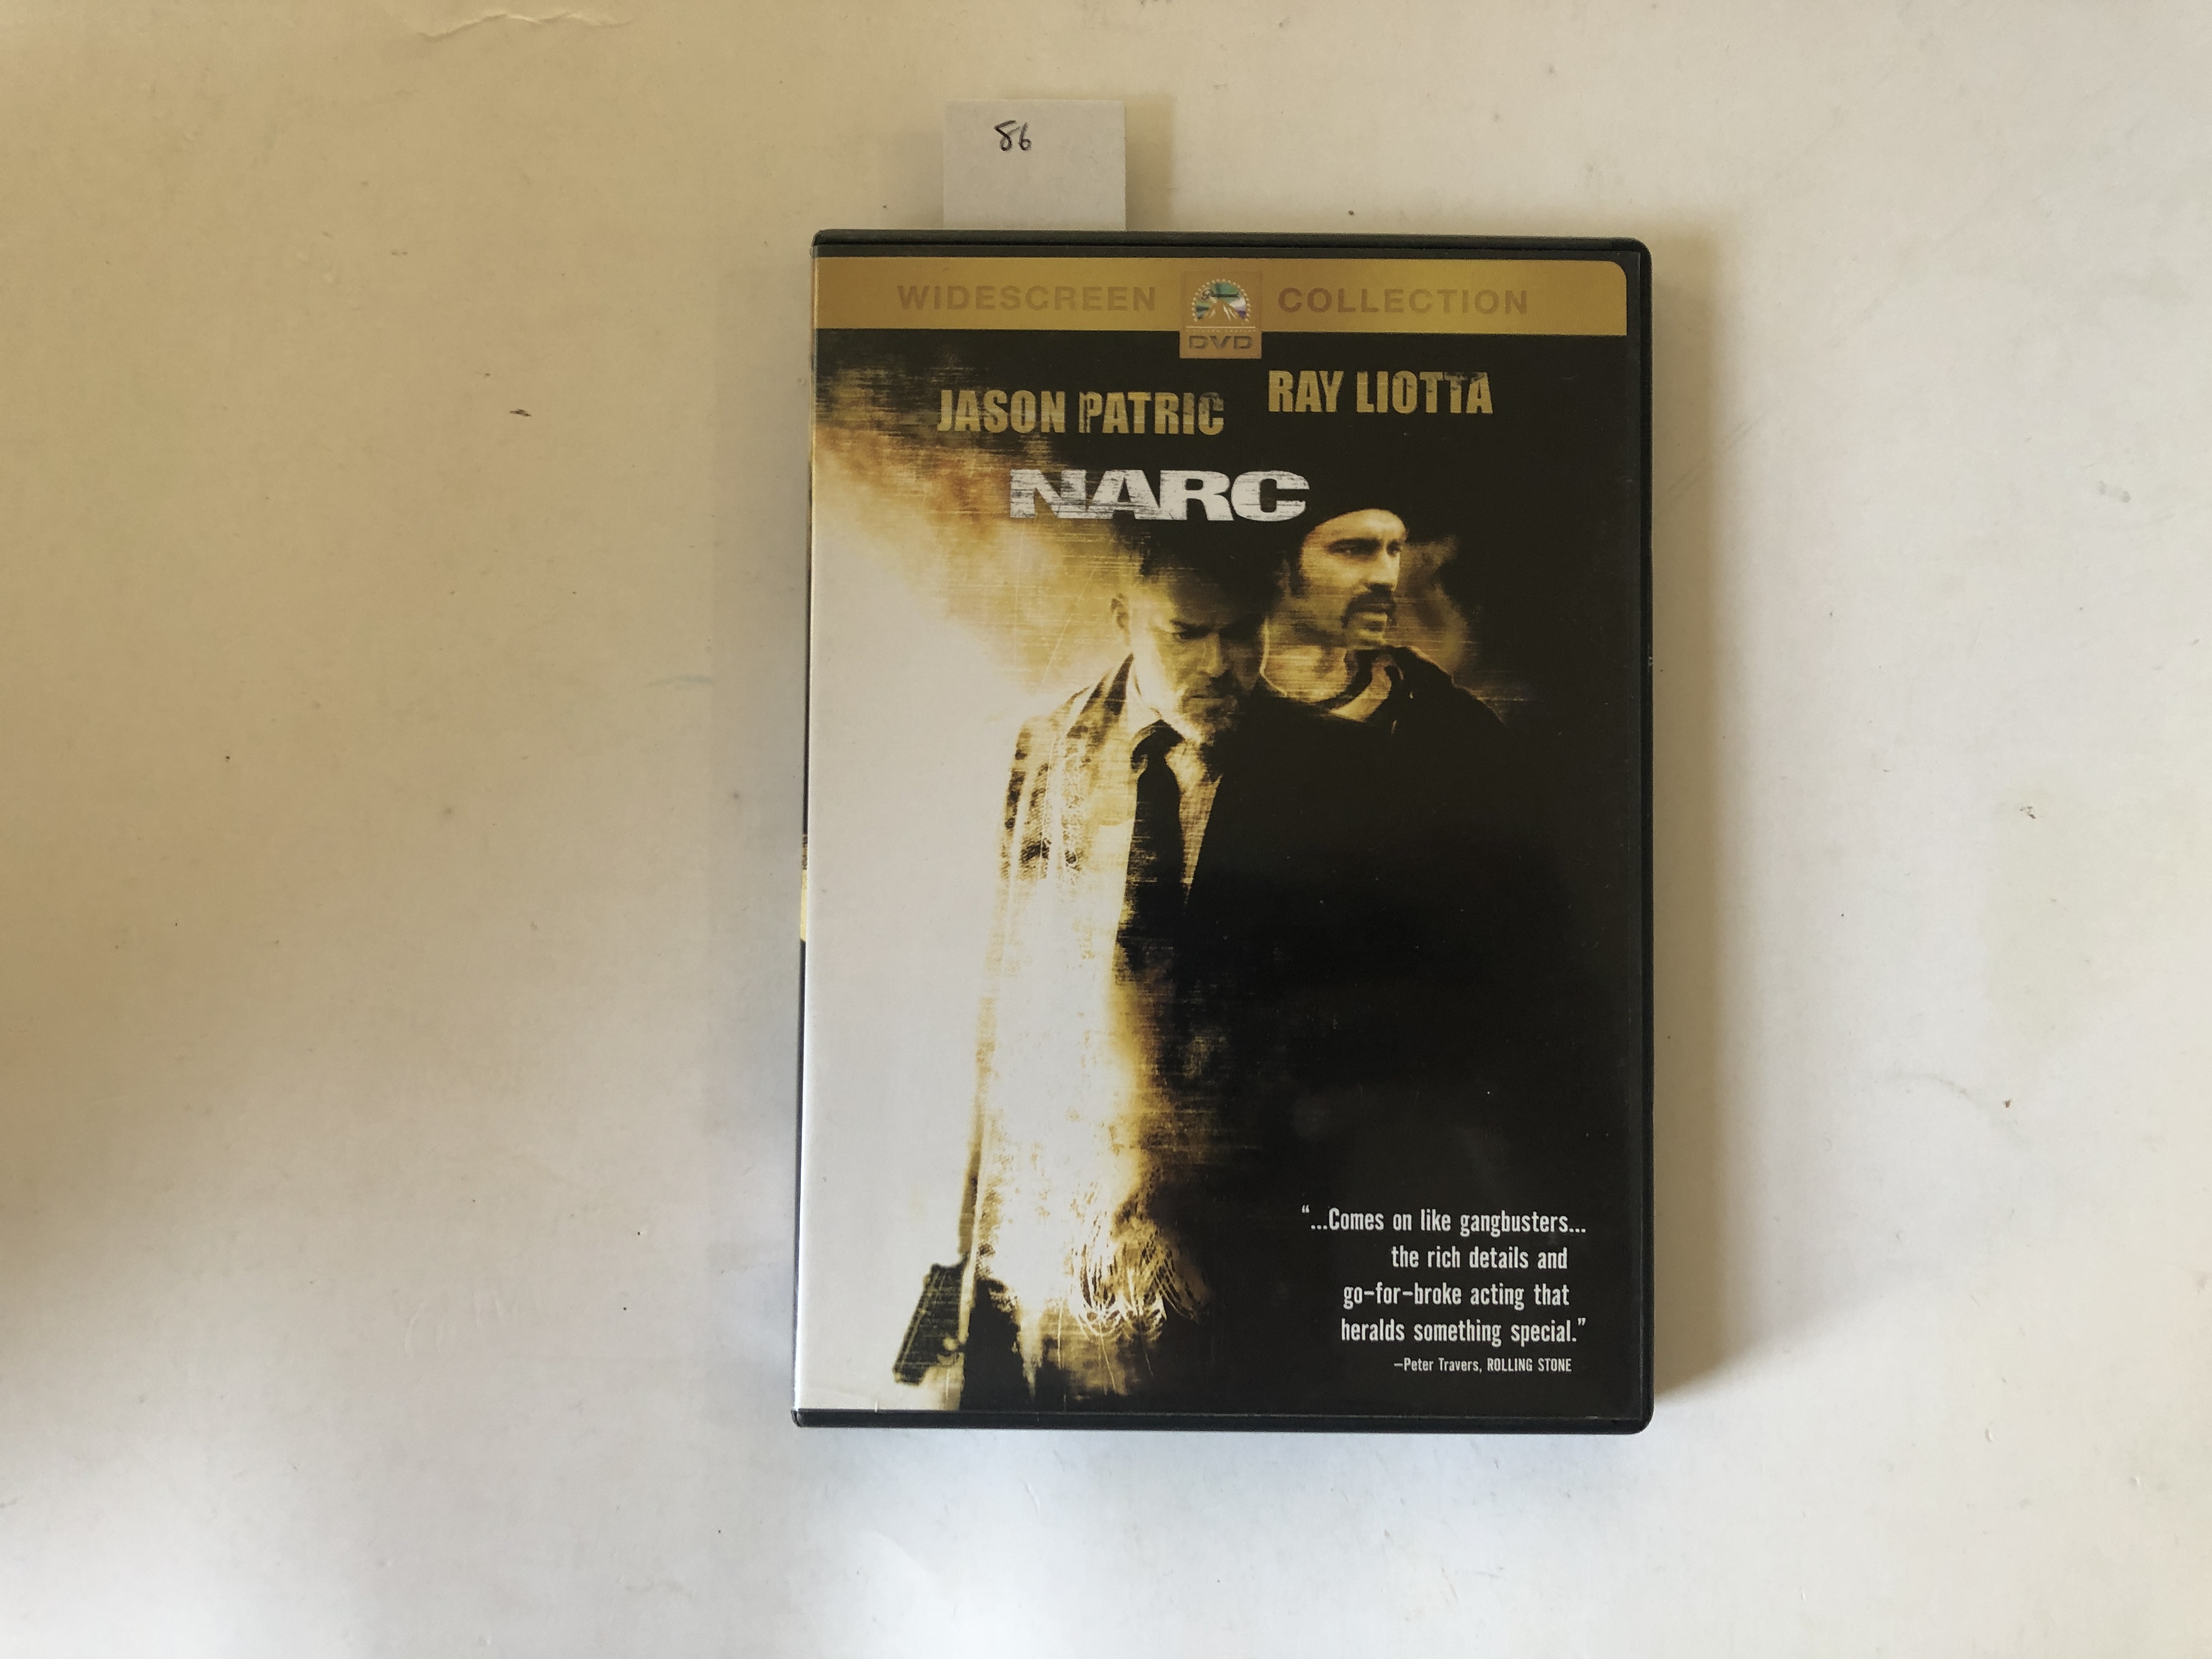 86
WIDESCREEN COLLECTION
DVD
JASON PATRIC RAY LIOTTA
NARC
“...Comes on like gangbusters...
the rich details and
go-for-broke acting that
heralds something special.”
–Peter Travers, ROLLING STONE